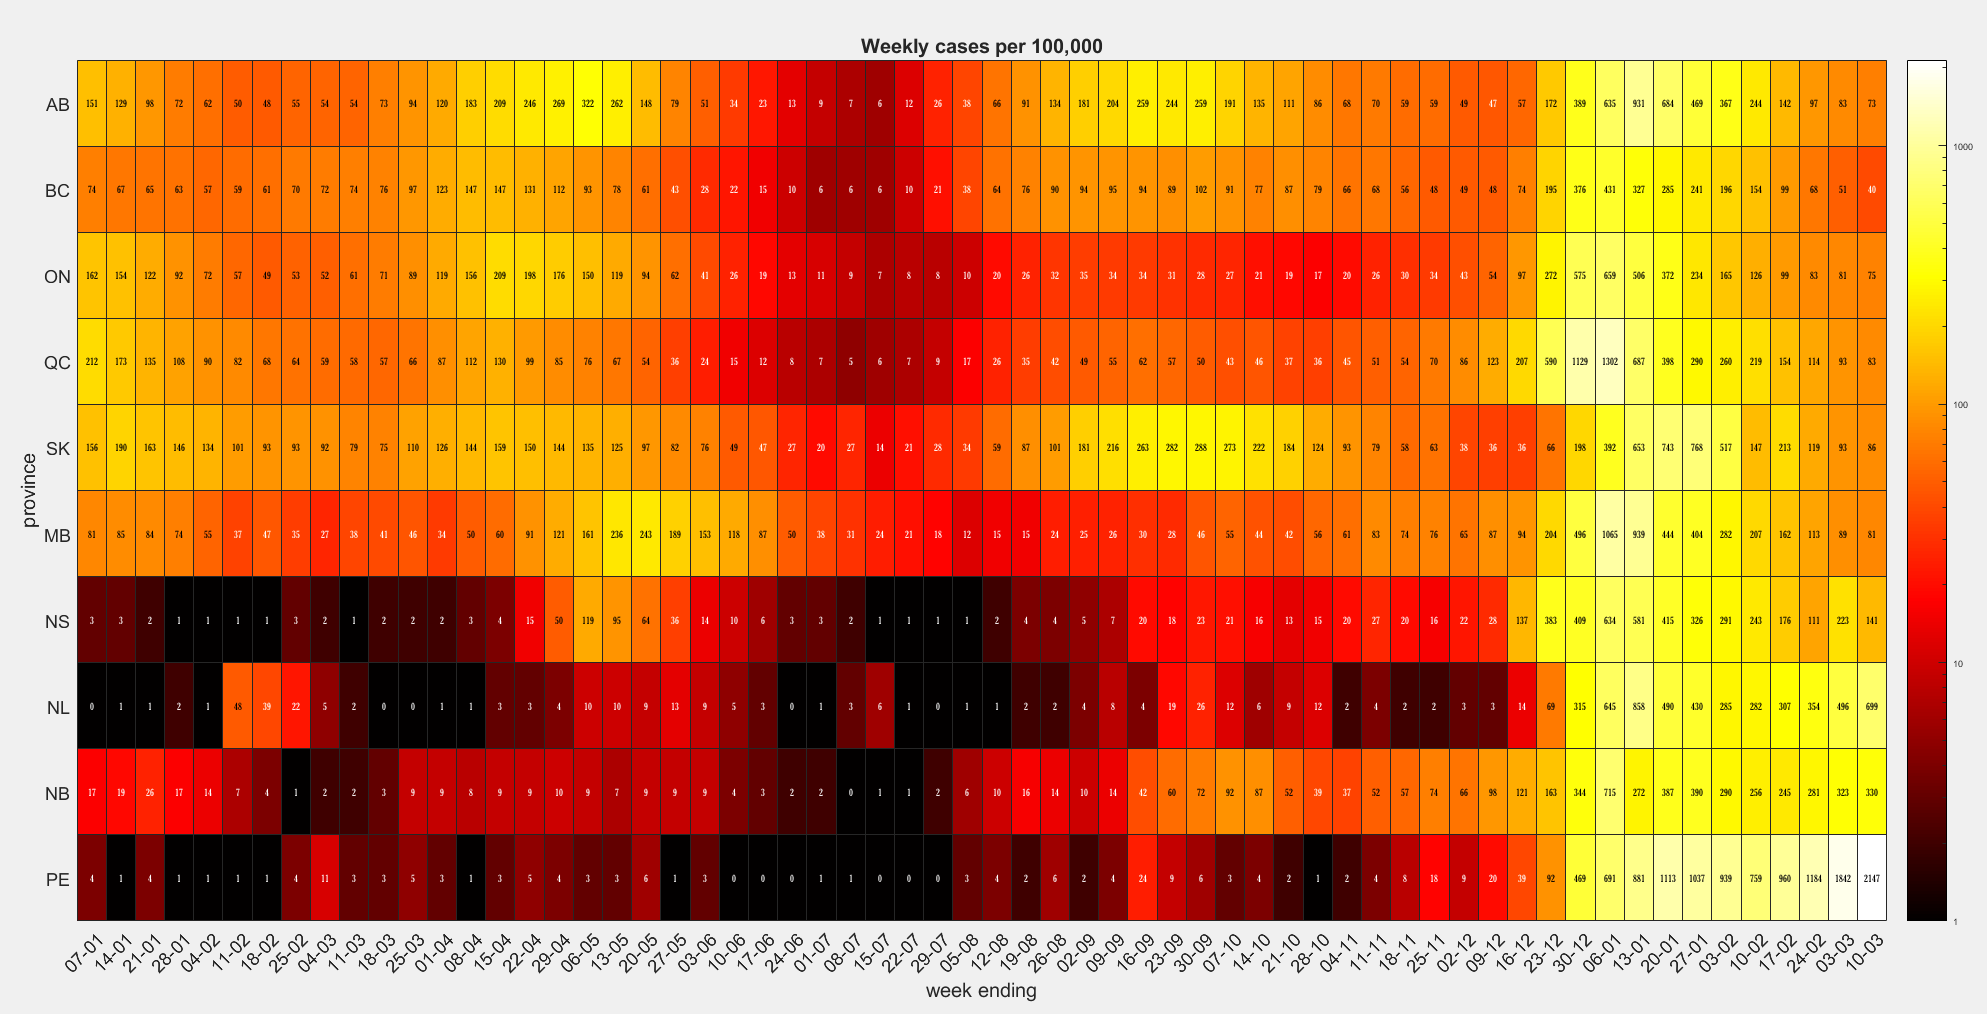 Weekly cases per 100,000
AB 151 129 98 72 62 50 48 55 54 54 73 94 120 183 209 246 269 322 262 148 79 51 34 23 13 9 7 6 12 26 38 66 91 134 181 204 259 244 259 191 135 111 86 68 70 59 59 49 47 57 172 389 635 931 684 469 367 244 142 97 83 73
BC 74 67 65 63 57 59 61 70 72 74 76 97 123 147 147 131 112 93 78 61 43 28 22 15 10 6 6 6 10 21 38 64 76 90 94 95 94 89 102 91 77 87 79 66 68 56 48 49 48 74 195 376 431 327 285 241 196 154 99 68 51 40
ON 162 154 122 92 72 57 49 53 52 61 71 89 119 156 209 198 176 150 119 94 62 41 26 19 13 11 9 7 8 8 10 20 26 32 35 34 34 31 28 27 21 19 17 20 26 30 34 43 54 97 272 575 659 506 372 234 165 126 99 83 81 75
QC 212 173 135 108 90 82 68 64 59 58 57 66 87 112 130 99 85 76 67 54 36 24 15 12 8 7 5 6 7 9 17 26 35 42 49 55 62 57 50 43 46 37 36 45 51 54 70 86 123 207 590 1129 1302 687 398 290 260 219 154 114 93 83
SK 156 190 163 146 134 101 93 93 92 79 75 110 126 144 159 150 144 135 125 97 82 76 49 47 27 20 27 14 21 28 34 59 87 101 181 216 263 282 288 273 222 184 124 93 79 58 63 38 36 36 66 198 392 653 743 768 517 147 213 119 93 86
MB 81 85 84 74 55 37 47 35 27 38 41 46 34 50 60 91 121 161 236 243 189 153 118 87 50 38 31 24 21 18 12 15 15 24 25 26 30 28 46 55 44 42 56 61 83 74 76 65 87 94 204 496 1065 939 444 404 282 207 162 113 89 81
NS 3 3 2 1 1 1 1 3 2 1 2 2 2 3 4 15 50 119 95 64 36 14 10 6 3 3 2 1 1 1 1 2 4 4 5 7 20 18 23 21 16 13 15 20 27 20 16 22 28 137 383 409 634 581 415 326 291 243 176 111 223 141
NL 0 1 1 2 1 48 39 22 5 2 0 0 1 1 3 3 4 10 10 9 13 9 5 3 0 1 3 6 1 0 1 1 2 2 4 8 4 19 26 12 6 9 12 2 4 2 2 3 3 14 69 315 645 858 490 430 285 282 307 354 496 699
NB 17 19 26 17 14 7 4 1 2 2 3 9 9 8 9 9 10 9 7 9 9 9 4 3 2 2 0 1 1 2 6 10 16 14 10 14 42 60 72 92 87 52 39 37 52 57 74 66 98 121 163 344 715 272 387 390 290 256 245 281 323 330
PE 4 1 4 1 1 1 1 4 11 3 3 5 3 1 3 5 4 3 3 6 1 3 0 0 0 1 1 0 0 0 3 4 2 6 2 4 24 9 6 3 4 2 1 2 4 8 18 9 20 39 92 469 691 881 1113 1037 939 759 960 1184 1842 2147
province
07-01 14-01 21-01 28-01 04-02 11-02 18-02 25-02 04-03 11-03 18-03 25-03 01-04 08-04 15-04 22-04 29-04 06-05 13-05 20-05 27-05 03-06 10-06 17-06 24-06 01-07 08-07 15-07 22-07 29-07 05-08 12-08 19-08 26-08 02-09 09-09 16-09 23-09 30-09 07-10 14-10 21-10 28-10 04-11 11-11 18-11 25-11 02-12 09-12 16-12 23-12 30-12 06-01 13-01 20-01 27-01 03-02 10-02 17-02 24-02 03-03 10-03
week ending
1000
100
10
1